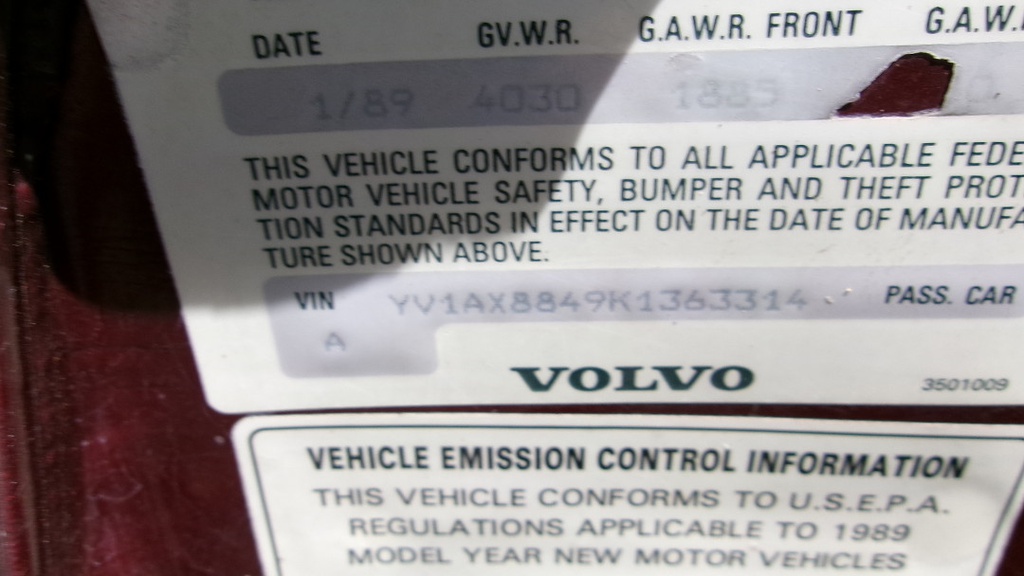 DATE GV.W.R. G.A.W.R. FRONT G.A.W.
1/89 4030 1885 0
THIS VEHICLE CONFORMS TO ALL APPLICABLE FEDE
MOTOR VEHICLE SAFETY, BUMPER AND THEFT PROT
TION STANDARDS IN EFFECT ON THE DATE OF MANUFA
TURE SHOWN ABOVE.
VIN YV1AX8849K1363314 PASS. CAR
A
VOLVO 3501009
VEHICLE EMISSION CONTROL INFORMATION
THIS VEHICLE CONFORMS TO U.S.E.P.A.
REGULATIONS APPLICABLE TO 1989
MODEL YEAR NEW MOTOR VEHICLES